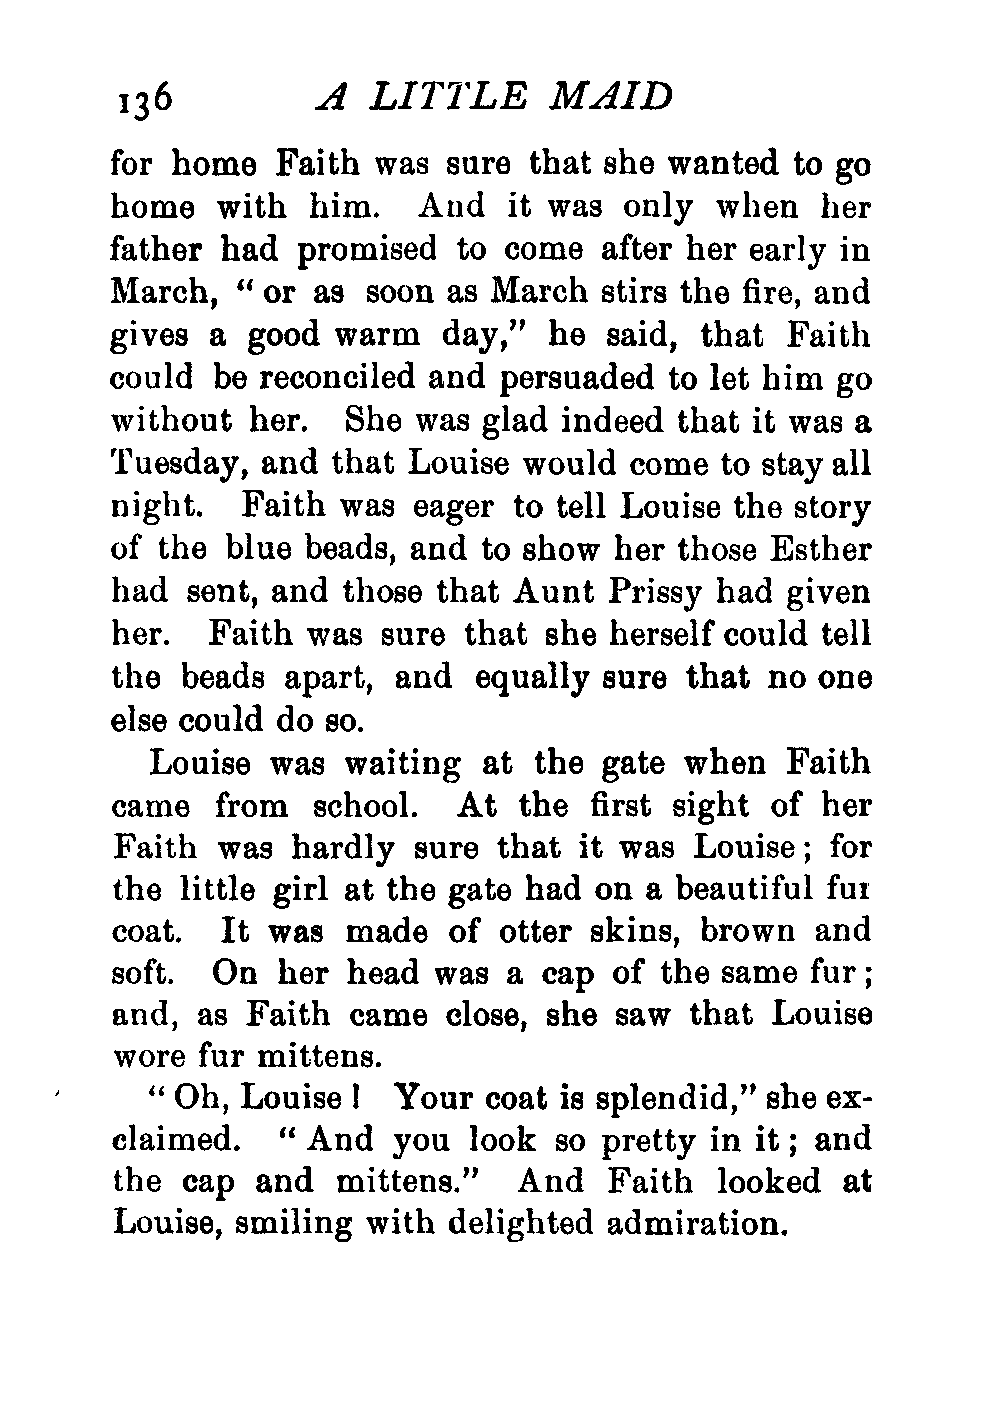 136 A LITTLE MAID
for home Faith was sure that she wanted to go
home with him. And it was only when her
father had promised to come after her early in
March, " or as soon as March stirs the fire, and
gives a good warm day," he said, that Faith
could be reconciled and persuaded to let him go
without her. She was glad indeed that it was a
Tuesday, and that Louise would come to stay all
night. Faith was eager to tell Louise the story
of the blue beads, and to show her those Esther
had sent, and those that Aunt Prissy had given
her. Faith was sure that she herself could tell
the beads apart, and equally sure that no one
else could do so.
Louise was waiting at the gate when Faith
came from school. At the first sight of her
Faith was hardly sure that it was Louise ; for
the little girl at the gate had on a beautiful fur
coat. It was made of otter skins, brown and
soft. On her head was a cap of the same fur ;
and, as Faith came close, she saw that Louise
wore fur mittens.
" Oh, Louise ! Your coat is splendid," she ex-
claimed. " And you look so pretty in it ; and
the cap and mittens." And Faith looked at
Louise, smiling with delighted admiration.